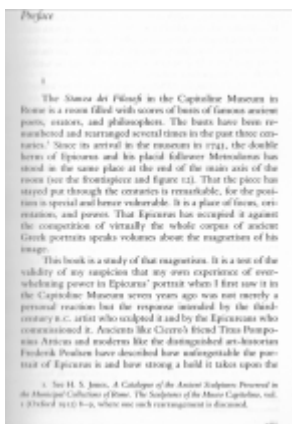 Preface
1
The Stanza dei Filosofi in the Capitoline Museum in
Rome is a room filled with scores of busts of famous ancient
poets, orators, and philosophers. The busts have been re-
numbered and rearranged several times in the past three cen-
turies.¹ Since its arrival in the museum in 1743, the double
herm of Epicurus and his placid follower Metrodorus has
stood in the same place at the end of the main axis of the
room (see the frontispiece and figure 12). That the piece has
stayed put through the centuries is remarkable, for the posi-
tion is special and hence vulnerable. It is a place of focus, ori-
entation, and power. That Epicurus has occupied it against
the competition of virtually the whole corpus of ancient
Greek portraits speaks volumes about the magnetism of his
image.
This book is a study of that magnetism. It is a test of the
validity of my suspicion that my own experience of over-
whelming power in Epicurus' portrait when I first saw it in
the Capitoline Museum seven years ago was not merely a
personal reaction but the response intended by the third-
century B.C. artist who sculpted it and by the Epicureans who
commissioned it. Ancients like Cicero's friend Titus Pompo-
nius Atticus and moderns like the distinguished art-historian
Frederik Poulsen have described how unforgettable the por-
trait of Epicurus is and how strong a hold it takes upon the
1. See H. S. Jones, A Catalogue of the Ancient Sculptures Preserved in
the Municipal Collections of Rome. The Sculptures of the Museo Capitolino, vol.
1 (Oxford 1912) 8-9, where one such rearrangement is discussed.